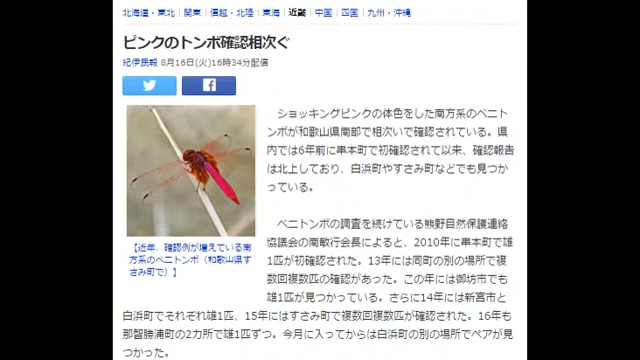 北海道・東北 | 関東 | 信越・北陸 | 東海 | 近畿 | 中国 | 四国 | 九州・沖縄
ピンクのトンボ確認相次ぐ
紀伊民報 8月16日(火)16時34分配信
ショッキングピンクの体色をした南方系のベニト
ンボが和歌山県南部で相次いで確認されている。県
内では6年前に串本町で初確認されて以来、確認報告
は北上しており、白浜町やすさみ町などでも見つか
っている。
【近年、確認例が増えている南
方系のベニトンボ（和歌山県す
さみ町で）】
ベニトンボの調査を続けている熊野自然保護連絡
協議会の南敏行会長によると、2010年に串本町で雄
1匹が初確認された。13年には同町の別の場所で複
数回複数匹の確認があった。この年には御坊市でも
雄1匹が見つかっている。さらに14年には新宮市と
白浜町でそれぞれ雄1匹、15年にはすさみ町で複数回複数匹が確認された。16年も
那智勝浦町の2カ所で雄1匹ずつ。今月に入ってからは白浜町の別の場所でペアが見
つかった。